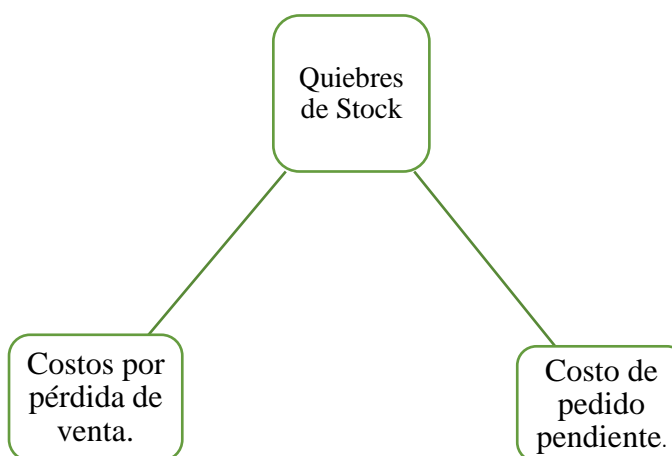 Quiebres
de Stock
Costos por
pérdida de
venta.
Costo de
pedido
pendiente.